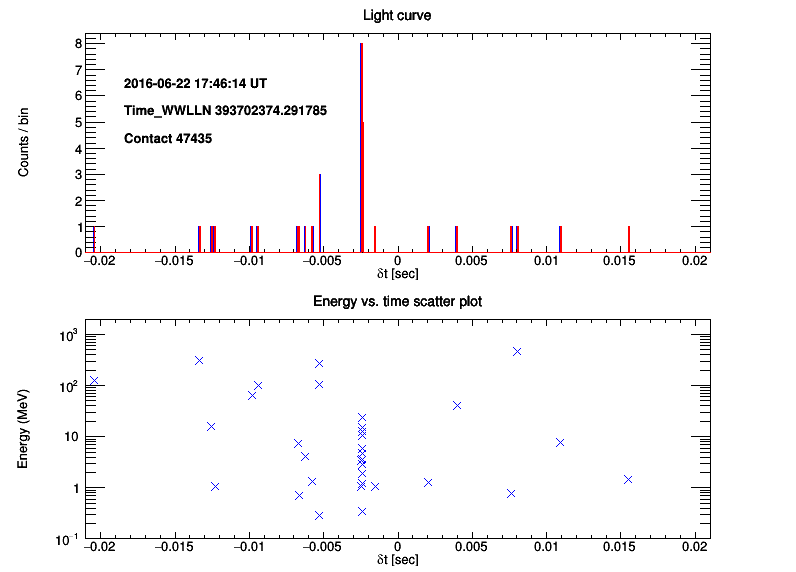 Light curve
8
7
6
5
4
3
2
1
0
Counts / bin
2016-06-22 17:46:14 UT
Time_WWLLN 393702374.291785
Contact 47435
−0.02 −0.015 −0.01 −0.005 0 0.005 0.01 0.015 0.02
δt [sec]
Energy vs. time scatter plot
10³
10²
10
1
10⁻¹
Energy (MeV)
−0.02 −0.015 −0.01 −0.005 0 0.005 0.01 0.015 0.02
δt [sec]